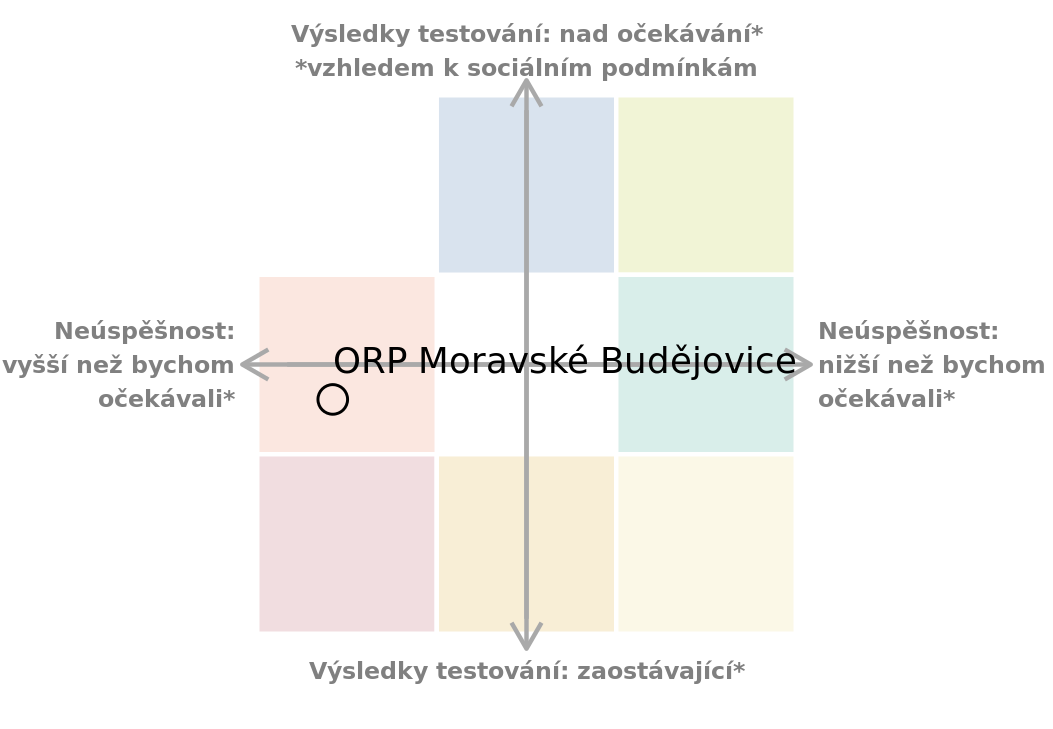 Výsledky testování: nad očekávání*
*vzhledem k sociálním podmínkám
Neúspěšnost:
vyšší než bychom
očekávali*
ORP Moravské Budějovice
Neúspěšnost:
nižší než bychom
očekávali*
Výsledky testování: zaostávající*